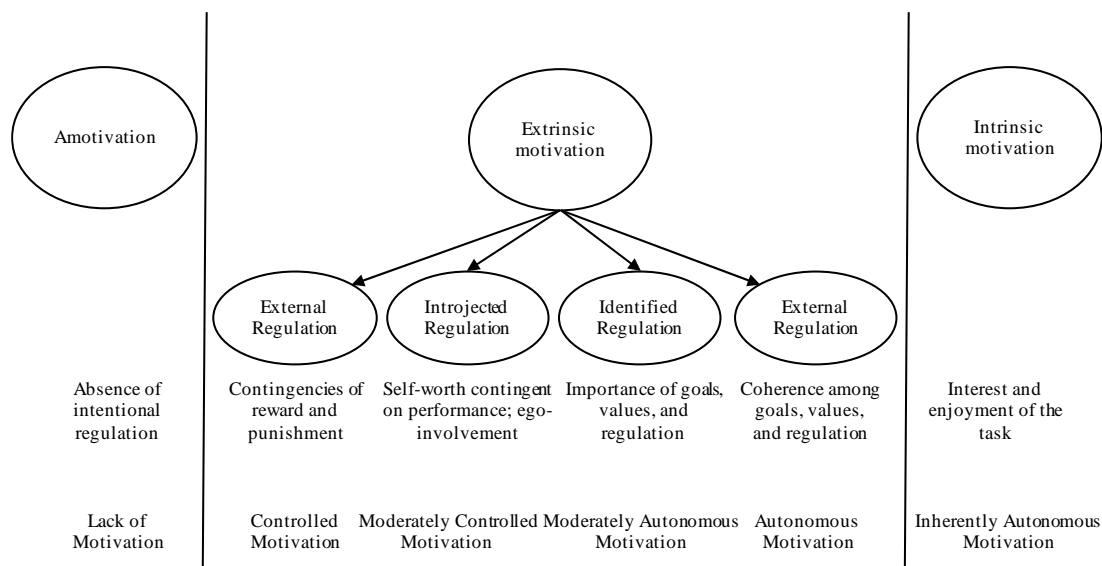 Amotivation
Extrinsic
motivation
Intrinsic
motivation
External
Regulation
Introjected
Regulation
Identified
Regulation
External
Regulation
Absence of
intentional
regulation
Contingencies of
reward and
punishment
Self-worth contingent
on performance; ego-
involvement
Importance of goals,
values, and
regulation
Coherence among
goals, values,
and regulation
Interest and
enjoyment of the
task
Lack of
Motivation
Controlled
Motivation
Moderately Controlled
Motivation
Moderately Autonomous
Motivation
Autonomous
Motivation
Inherently Autonomous
Motivation